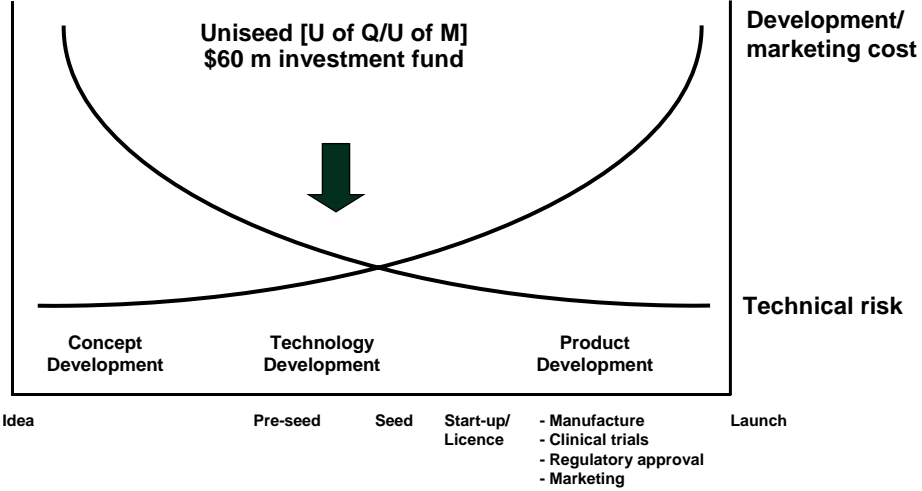 Uniseed [U of Q/U of M]
$60 m investment fund
Development/
marketing cost
Technical risk
Concept
Development
Technology
Development
Product
Development
Idea
Pre-seed
Seed
Start-up/
Licence
- Manufacture
- Clinical trials
- Regulatory approval
- Marketing
Launch